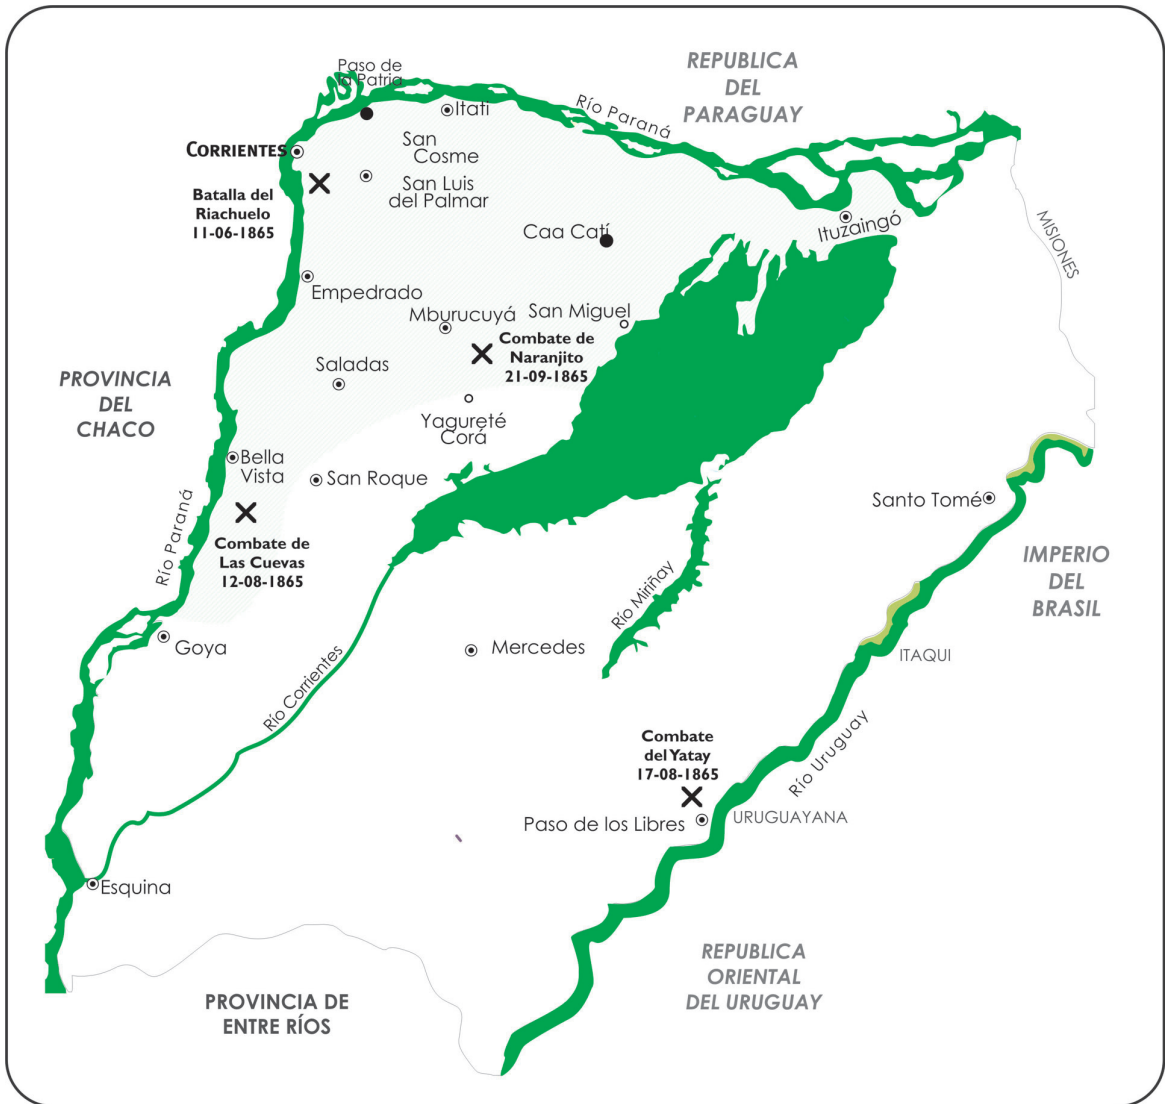 REPUBLICA
DEL
PARAGUAY
Paso de
la Patria
Itati
Río Paraná
CORRIENTES
San
Cosme
San Luis
del Palmar
Batalla del
Riachuelo
11-06-1865
Caa Catí
Ituzaingó
MISIONES
Empedrado
Mburucuyá
San Miguel
Combate de
Naranjito
21-09-1865
Saladas
PROVINCIA
DEL
CHACO
Yagureté
Corá
Bella
Vista
San Roque
Río Paraná
Santo Tomé
Combate de
Las Cuevas
12-08-1865
IMPERIO
DEL
BRASIL
Río Miriñay
Goya
Mercedes
ITAQUI
Río Corrientes
Combate
del Yatay
17-08-1865
Río Uruguay
Paso de los Libres
URUGUAYANA
Esquina
REPUBLICA
ORIENTAL
DEL URUGUAY
PROVINCIA DE
ENTRE RÍOS